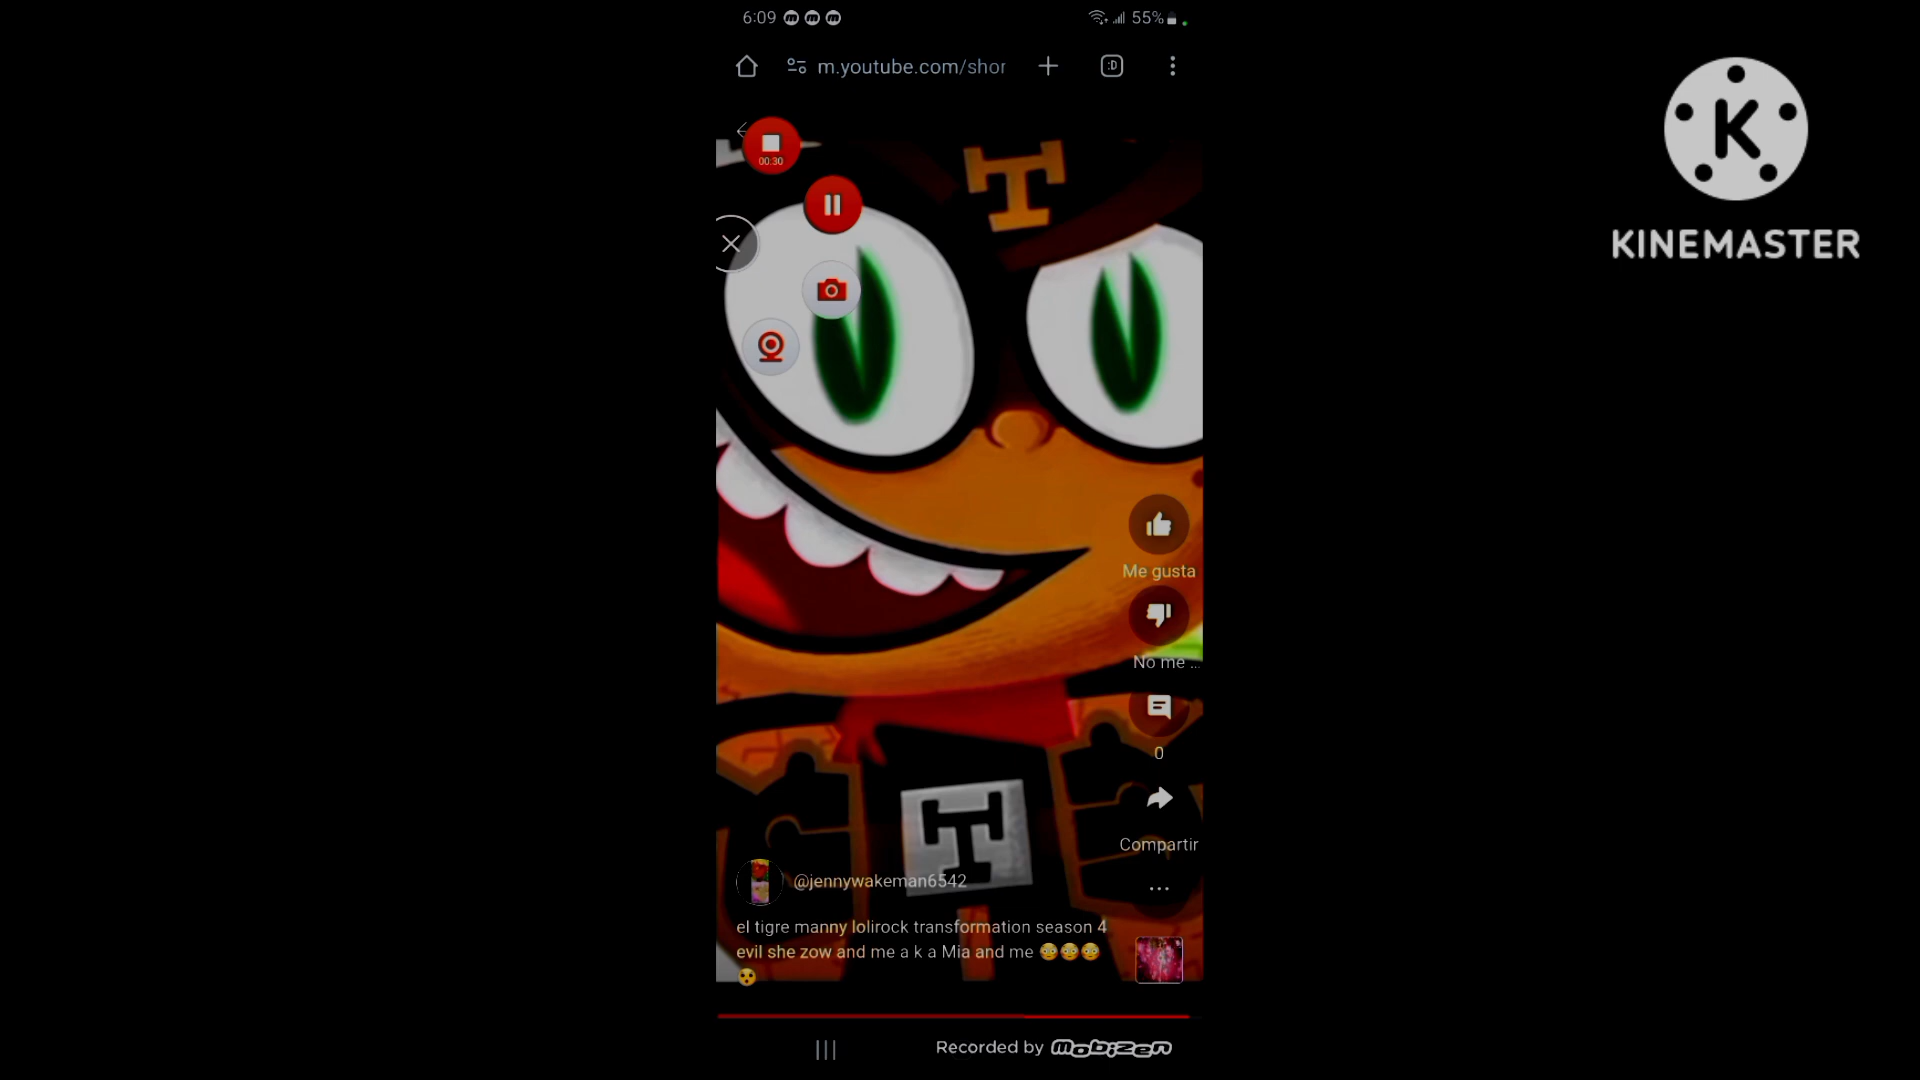 6:09
55%
m.youtube.com/shor
:D
K
KINEMASTER
00:30
T
Me gusta
No me ...
0
Compartir
T
@jennywakeman6542
el tigre manny lolirock transformation season 4
evil she zow and me a k a Mia and me 😳😳😳
😲
Recorded by mobizen